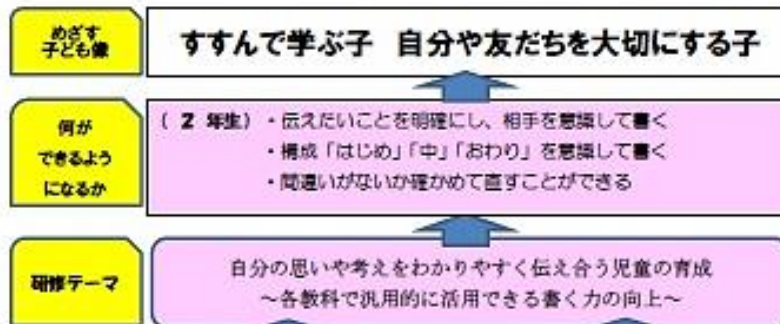 めざす
子ども像
すすんで学ぶ子 自分や友だちを大切にする子
何が
できるよう
になるか
( 2 年生) ・伝えたいことを明確にし、相手を意識して書く
・構成「はじめ」「中」「おわり」を意識して書く
・間違いがないか確かめて直すことができる
研修テーマ
自分の思いや考えをわかりやすく伝え合う児童の育成
～各教科で汎用的に活用できる書く力の向上～